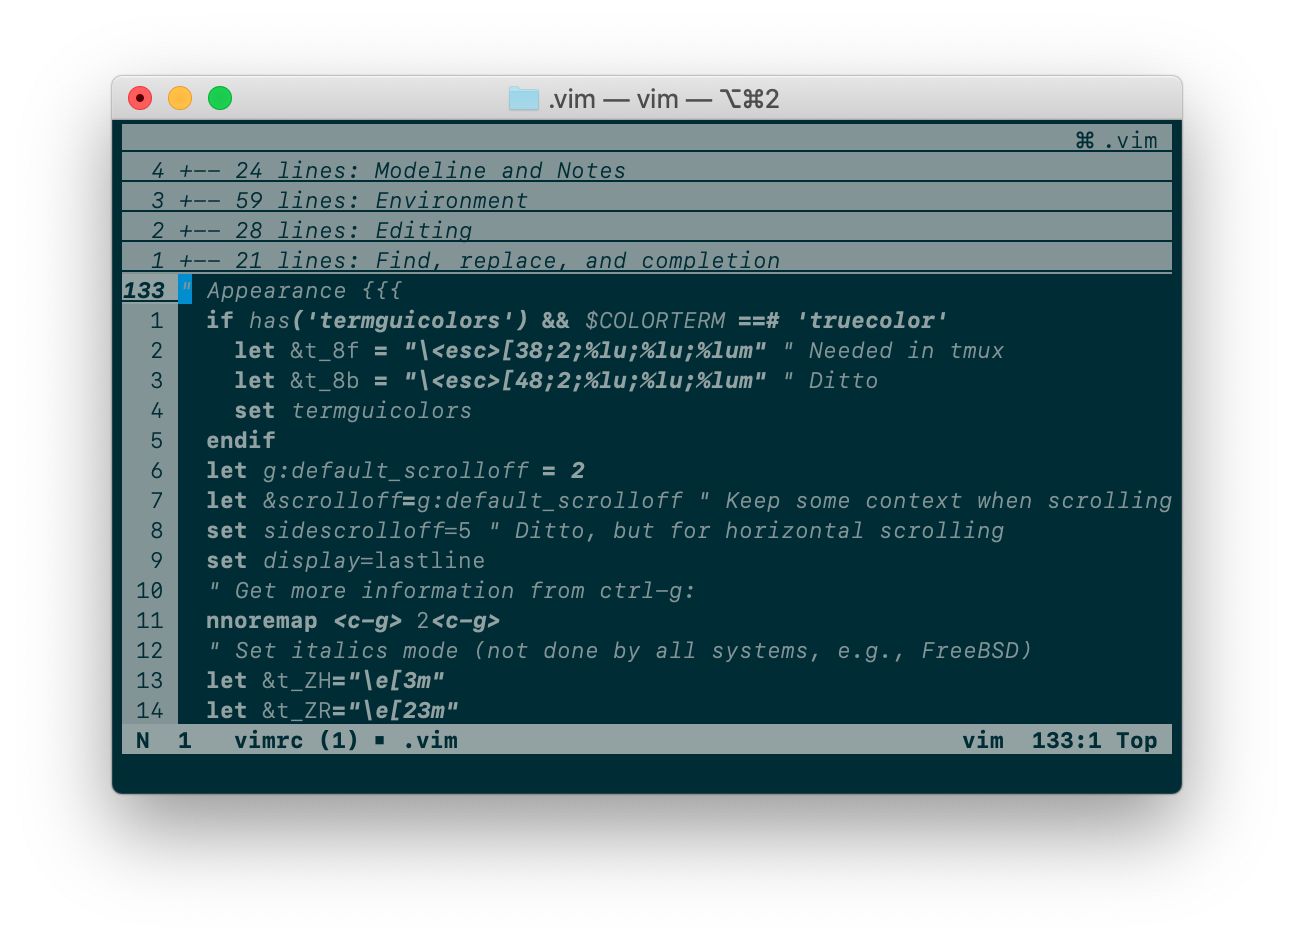 .vim — vim — ⌥⌘2
⌘ .vim
4 +-- 24 lines: Modeline and Notes
3 +-- 59 lines: Environment
2 +-- 28 lines: Editing
1 +-- 21 lines: Find, replace, and completion
133 " Appearance {{{
1 if has('termguicolors') && $COLORTERM ==# 'truecolor'
2 let &t_8f = "\<esc>[38;2;%lu;%lu;%lum" " Needed in tmux
3 let &t_8b = "\<esc>[48;2;%lu;%lu;%lum" " Ditto
4 set termguicolors
5 endif
6 let g:default_scrolloff = 2
7 let &scrolloff=g:default_scrolloff " Keep some context when scrolling
8 set sidescrolloff=5 " Ditto, but for horizontal scrolling
9 set display=lastline
10 " Get more information from ctrl-g:
11 nnoremap <c-g> 2<c-g>
12 " Set italics mode (not done by all systems, e.g., FreeBSD)
13 let &t_ZH="\e[3m"
14 let &t_ZR="\e[23m"
N 1 vimrc (1) ▪ .vim vim 133:1 Top